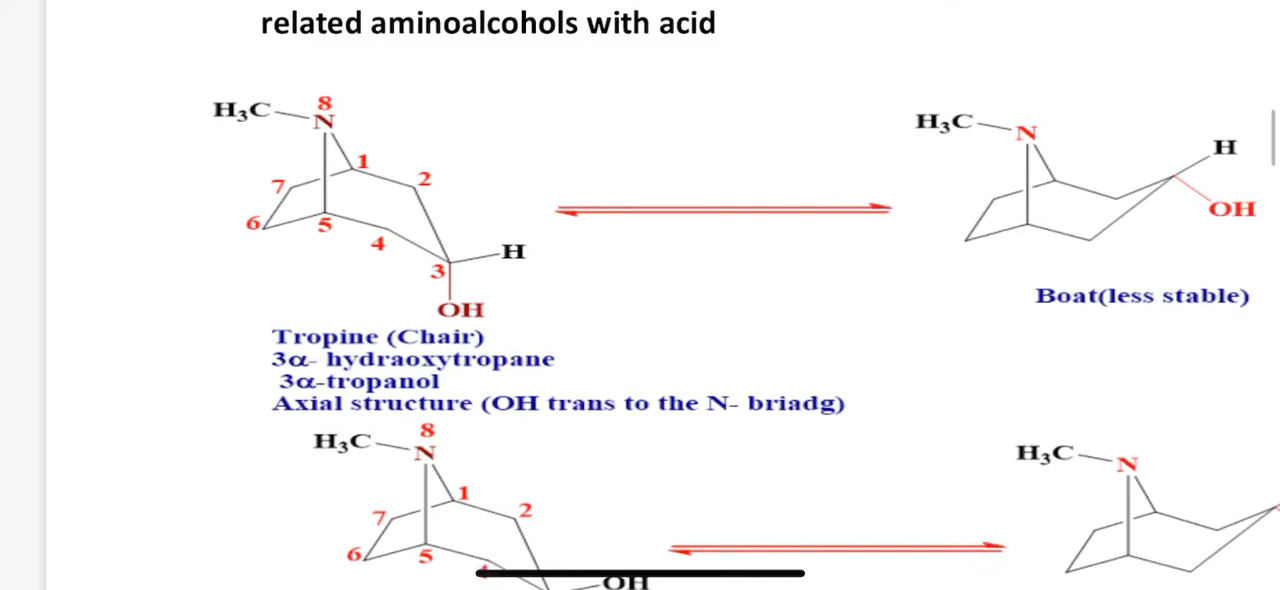 related aminoalcohols with acid
H₃C
8
N
1
2
7
6
5
4
3
H
OH
H₃C
N
H
OH
Boat(less stable)
Tropine (Chair)
3α- hydraoxytropane
3α-tropanol
Axial structure (OH trans to the N- briadg)
H₃C
8
N
1
2
7
6
5
OH
H₃C
N